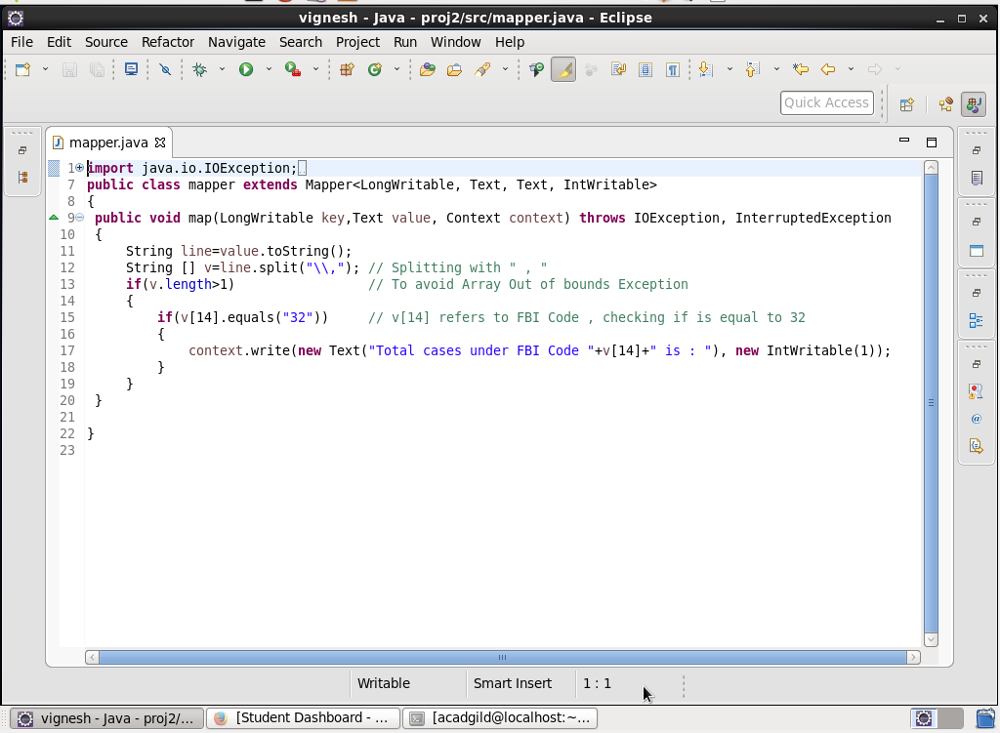 vignesh - Java - proj2/src/mapper.java - Eclipse
File Edit Source Refactor Navigate Search Project Run Window Help
Quick Access
mapper.java
1 import java.io.IOException;
7 public class mapper extends Mapper<LongWritable, Text, Text, IntWritable>
8 {
9 public void map(LongWritable key,Text value, Context context) throws IOException, InterruptedException
10 {
11 String line=value.toString();
12 String [] v=line.split("\\,"); // Splitting with " , "
13 if(v.length>1) // To avoid Array Out of bounds Exception
14 {
15 if(v[14].equals("32")) // v[14] refers to FBI Code , checking if is equal to 32
16 {
17 context.write(new Text("Total cases under FBI Code "+v[14]+" is : "), new IntWritable(1));
18 }
19 }
20 }
21
22 }
23
Writable Smart Insert 1 : 1
vignesh - Java - proj2/... [Student Dashboard - ... [acadgild@localhost:~...